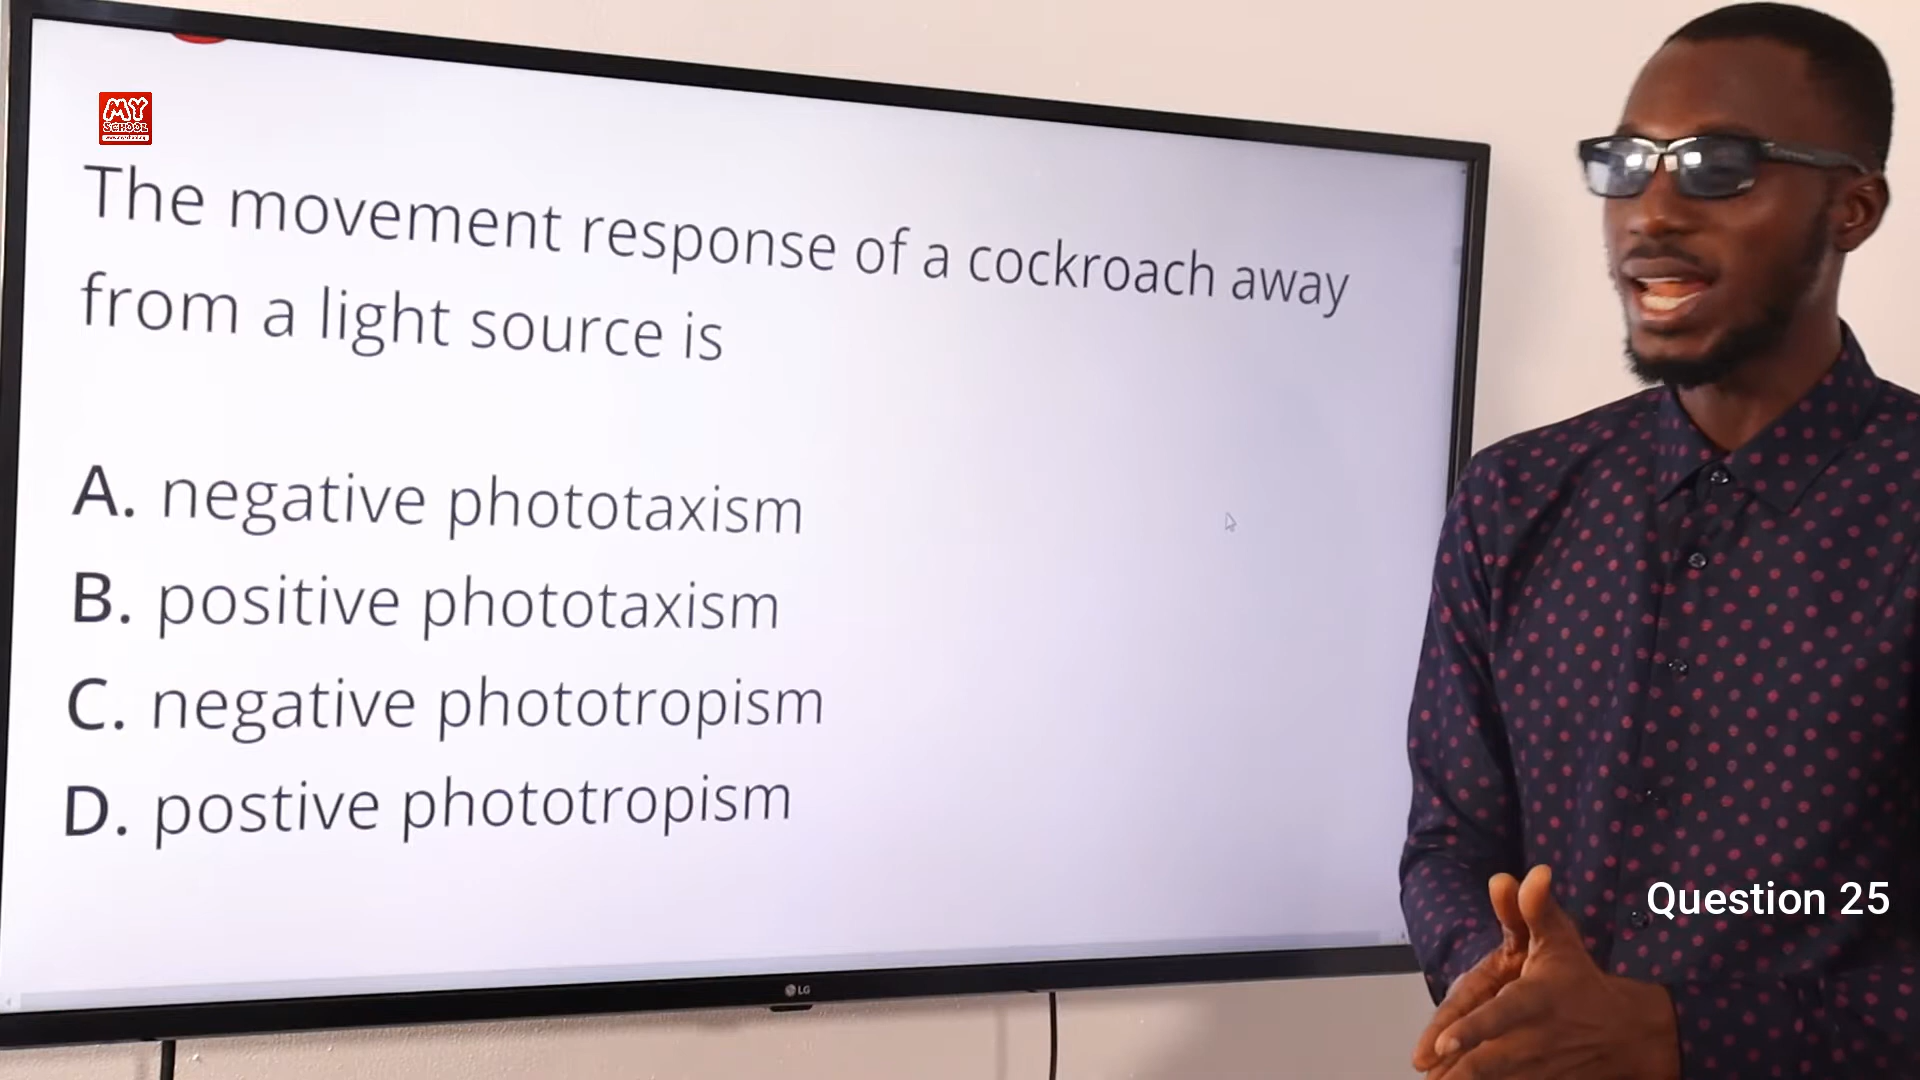 MY
SCHOOL
The movement response of a cockroach away
from a light source is
A. negative phototaxism
B. positive phototaxism
C. negative phototropism
D. postive phototropism
Question 25
LG